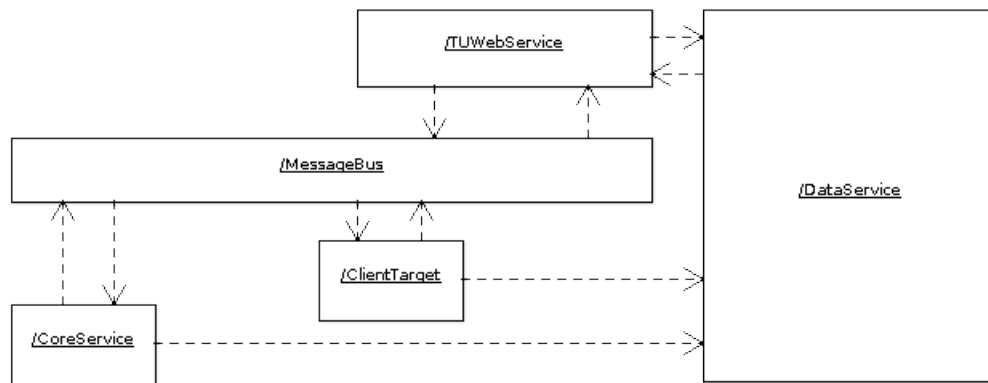 /TUWebService
/MessageBus
/DataService
/ClientTarget
/CoreService